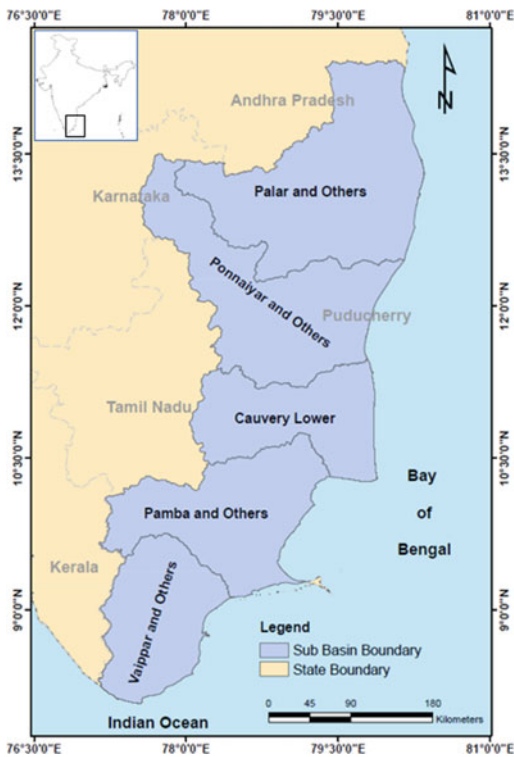 76°30'0"E 78°0'0"E 79°30'0"E 81°0'0"E
13°30'0"N
12°0'0"N
10°30'0"N
9°0'0"N
N
Andhra Pradesh
Karnataka
Palar and Others
Ponnaiyar and Others
Puducherry
Tamil Nadu
Cauvery Lower
Bay
of
Bengal
Pamba and Others
Kerala
Vaippar and Others
Legend
Sub Basin Boundary
State Boundary
0 45 90 180
Kilometers
Indian Ocean
13°30'0"N
12°0'0"N
10°30'0"N
9°0'0"N
76°30'0"E 78°0'0"E 79°30'0"E 81°0'0"E